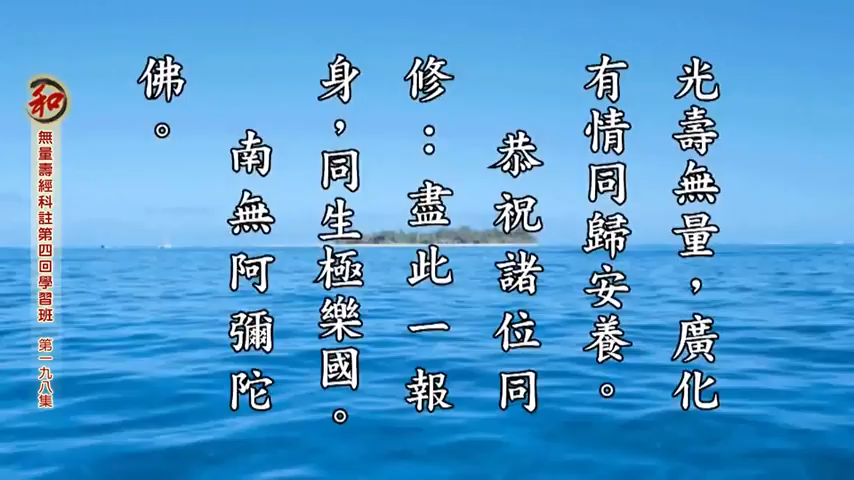 光壽無量,廣化
有情同歸安養。
恭祝諸位同
修:盡此一報
身,同生極樂國。
南無阿彌陀
佛。
和
無量壽經科註第四回學習班 第一九八集